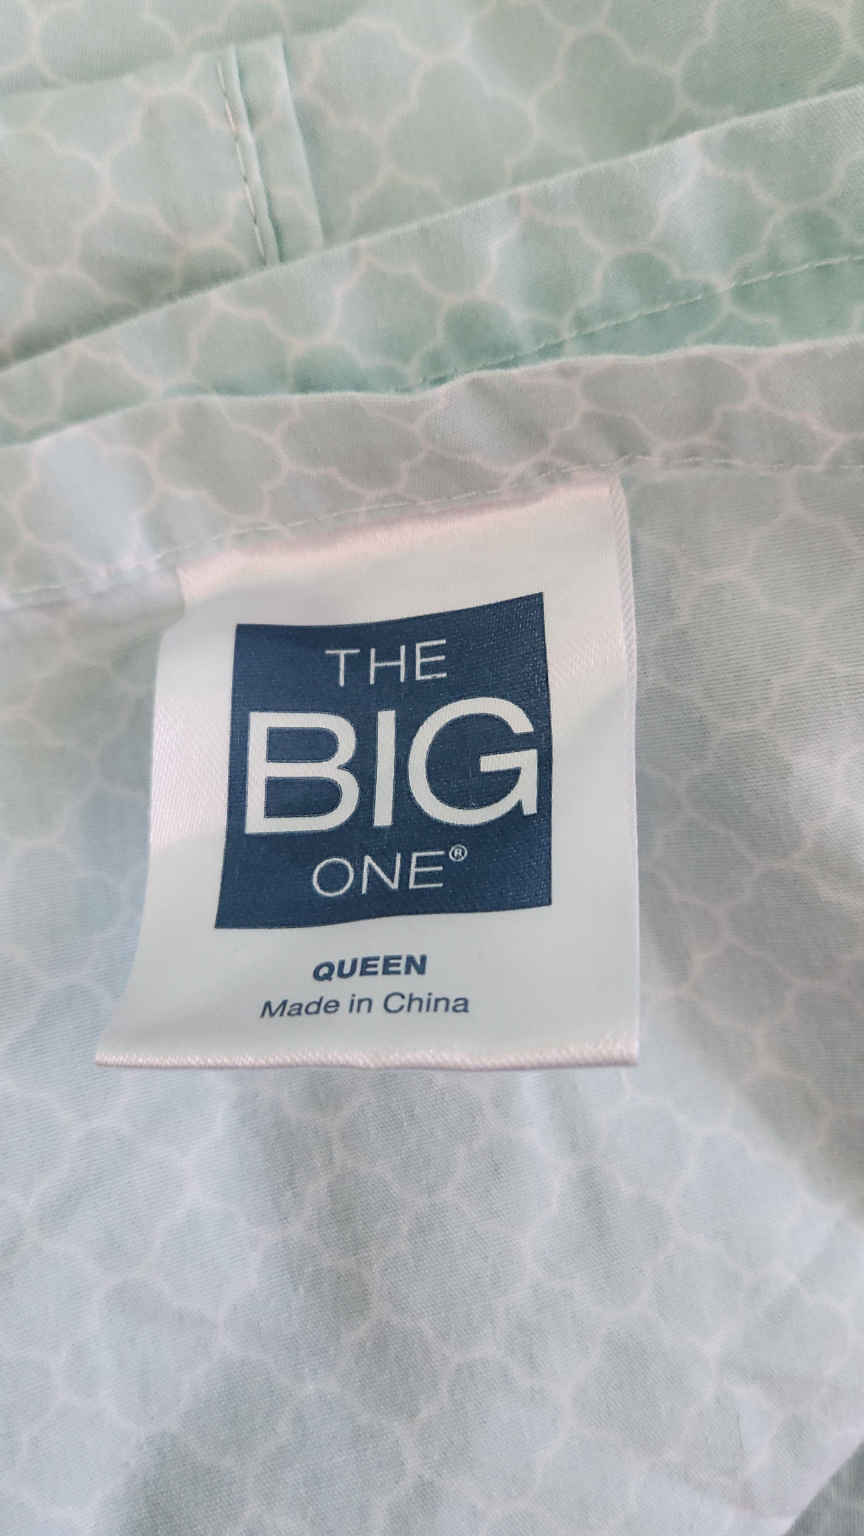 THE
BIG
ONE®
QUEEN
Made in China